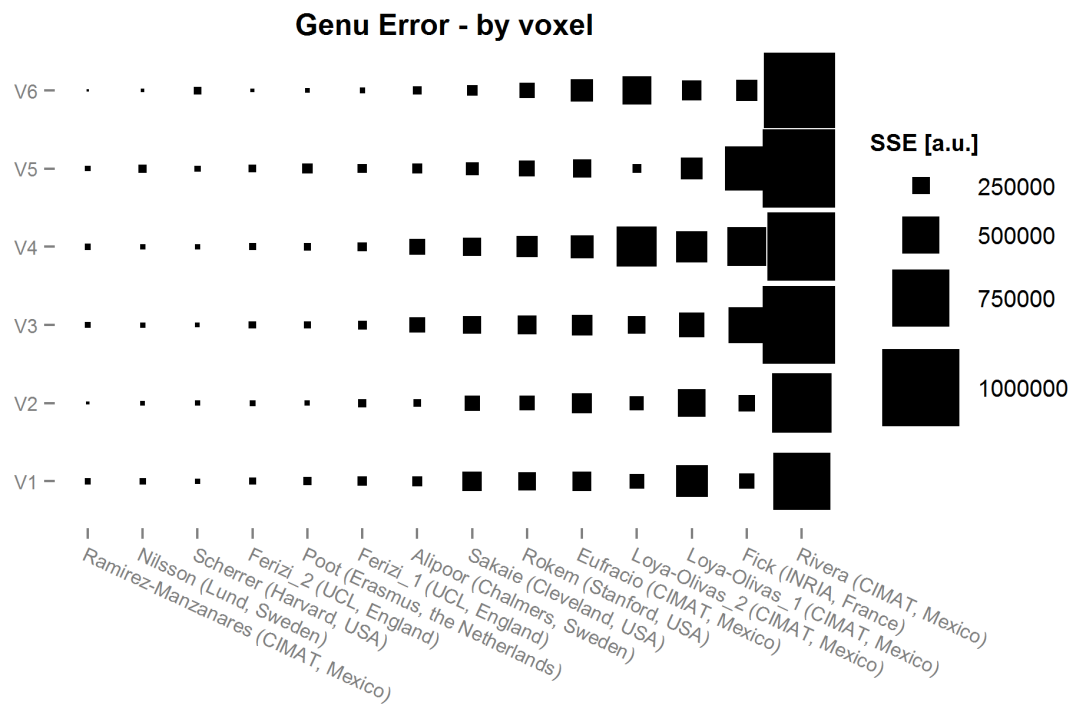 Genu Error - by voxel
V6
V5
V4
V3
V2
V1
SSE [a.u.]
250000
500000
750000
1000000
Ramirez-Manzanares (CIMAT, Mexico)
Nilsson (Lund, Sweden)
Scherrer (Harvard, USA)
Ferizi_2 (UCL, England)
Poot (Erasmus, the Netherlands)
Ferizi_1 (UCL, England)
Alipoor (Chalmers, Sweden)
Sakaie (Cleveland, USA)
Rokem (Stanford, USA)
Eufracio (CIMAT, Mexico)
Loya-Olivas_2 (CIMAT, Mexico)
Loya-Olivas_1 (CIMAT, Mexico)
Fick (INRIA, France)
Rivera (CIMAT, Mexico)